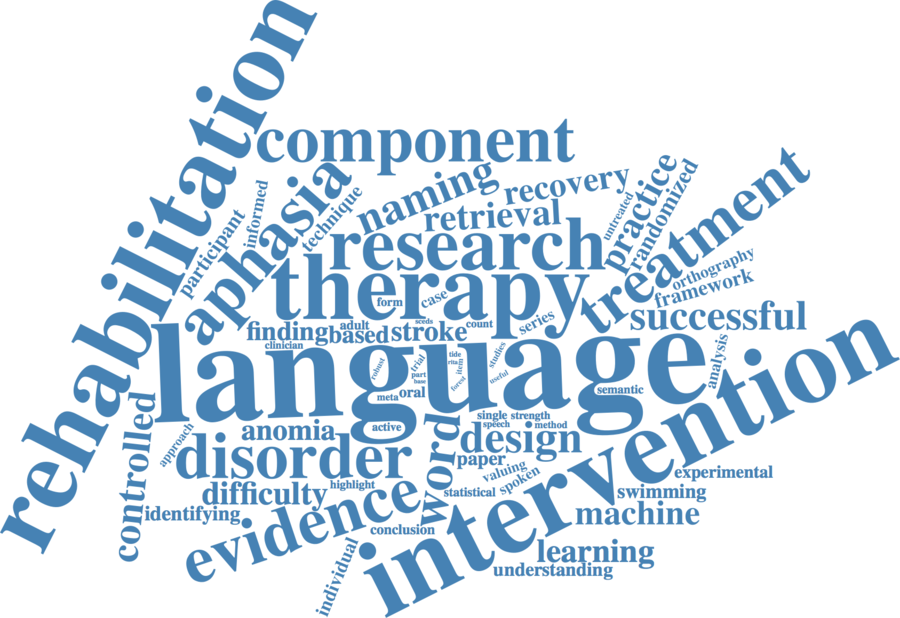 rehabilitation
component
aphasia
informed
participant
technique
naming
recovery
retrieval
untreated
practice
randomized
treatment
research
therapy
orthography
framework
form
case
successful
finding
based
adult
stroke
sceds
count
series
clinician
language
robust
trial
tide
rita
item
forest
part
base
studies
useful
meta
oral
semantic
analysis
intervention
controlled
approach
anomia
active
single
strength
speech
method
disorder
word
design
paper
valuing
spoken
statistical
experimental
swimming
difficulty
highlight
identifying
evidence
conclusion
machine
individual
learning
understanding